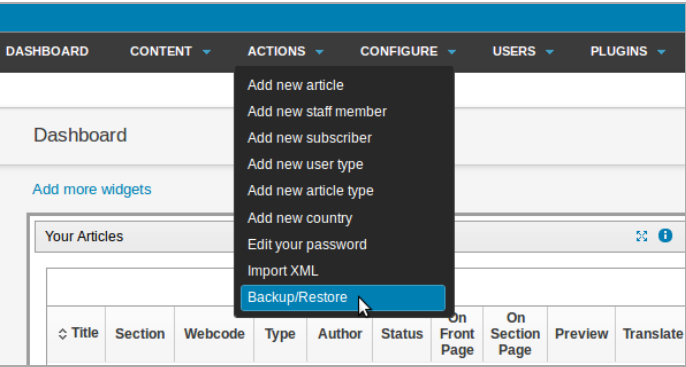 DASHBOARD CONTENT ACTIONS CONFIGURE USERS PLUGINS
Add new article
Add new staff member
Add new subscriber
Add new user type
Add new article type
Add new country
Edit your password
Import XML
Backup/Restore
Dashboard
Add more widgets
Your Articles
Title Section Webcode Type Author Status On Front Page On Section Page Preview Translate